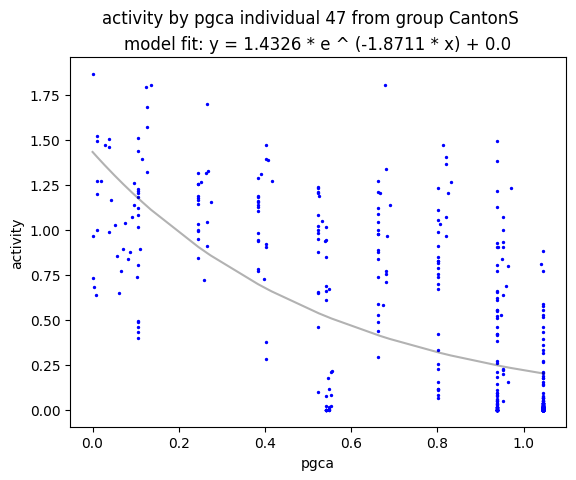 activity by pgca individual 47 from group CantonS
model fit: y = 1.4326 * e ^ (-1.8711 * x) + 0.0
1.75
1.50
1.25
1.00
0.75
0.50
0.25
0.00
activity
0.0 0.2 0.4 0.6 0.8 1.0
pgca